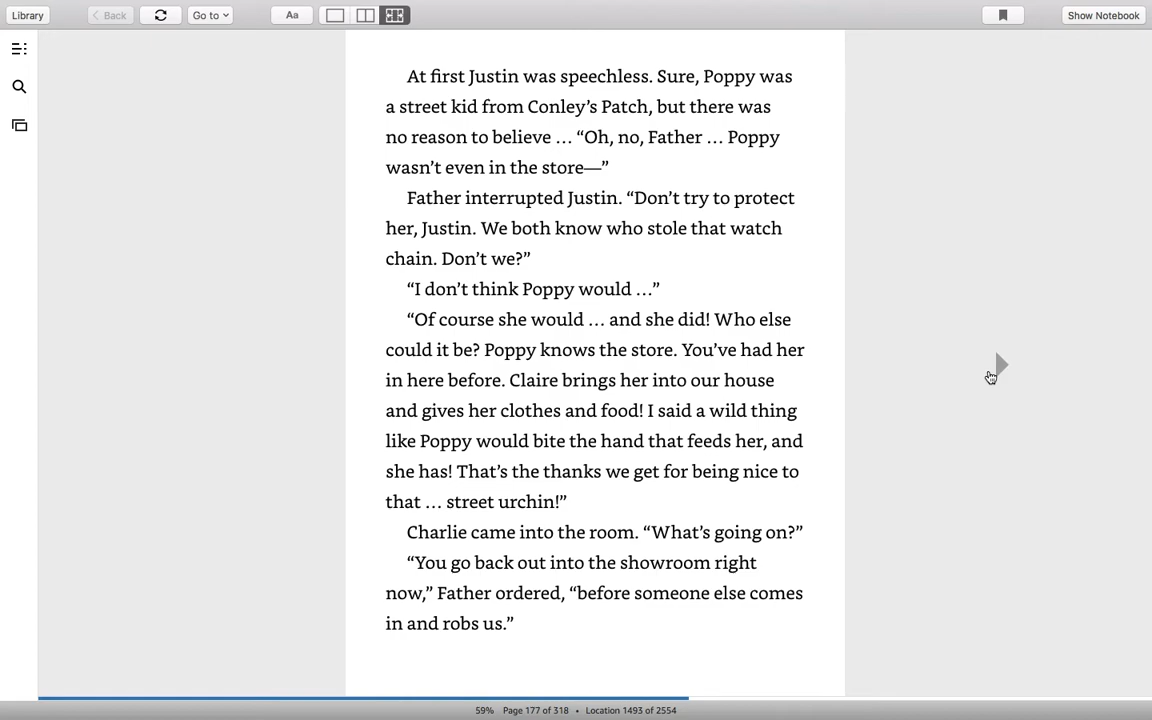 Library
Back
Go to
Aa
Show Notebook
At first Justin was speechless. Sure, Poppy was
a street kid from Conley’s Patch, but there was
no reason to believe … “Oh, no, Father … Poppy
wasn’t even in the store—”
Father interrupted Justin. “Don’t try to protect
her, Justin. We both know who stole that watch
chain. Don’t we?”
“I don’t think Poppy would …”
“Of course she would … and she did! Who else
could it be? Poppy knows the store. You’ve had her
in here before. Claire brings her into our house
and gives her clothes and food! I said a wild thing
like Poppy would bite the hand that feeds her, and
she has! That’s the thanks we get for being nice to
that … street urchin!”
Charlie came into the room. “What’s going on?”
“You go back out into the showroom right
now,” Father ordered, “before someone else comes
in and robs us.”
59% Page 177 of 318 • Location 1493 of 2554